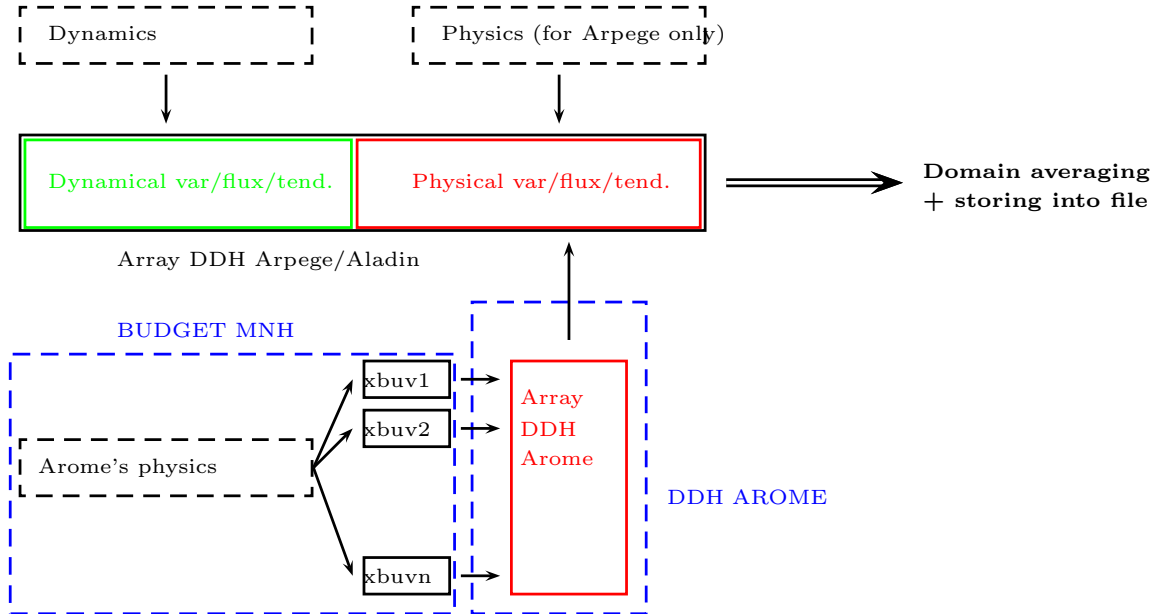 Dynamics
Physics (for Arpege only)
Dynamical var/flux/tend.
Physical var/flux/tend.
Domain averaging
+ storing into file
Array DDH Arpege/Aladin
BUDGET MNH
xbuv1
xbuv2
Arome's physics
xbuvn
Array
DDH
Arome
DDH AROME